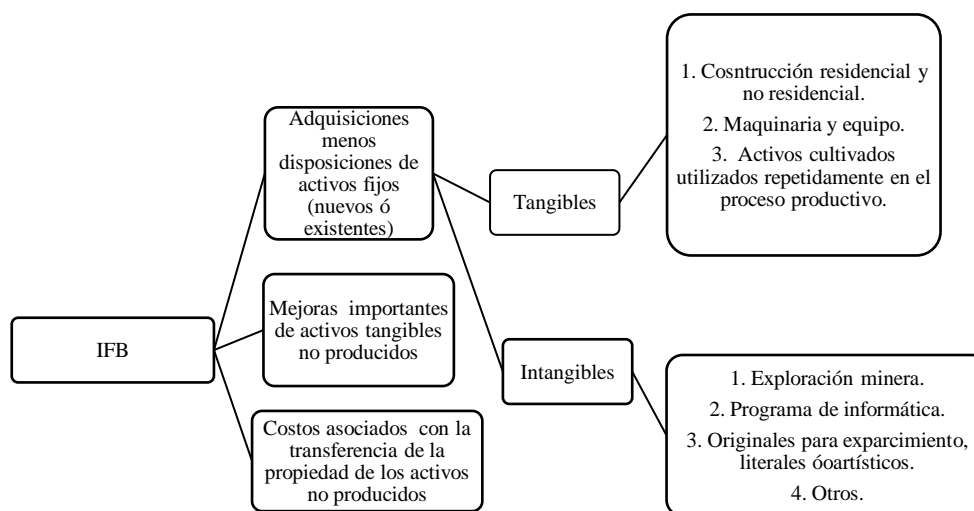 IFB
Adquisiciones
menos
disposiciones de
activos fijos
(nuevos ó
existentes)
Mejoras importantes
de activos tangibles
no producidos
Costos asociados con la
transferencia de la
propiedad de los activos
no producidos
Tangibles
Intangibles
1. Cosntrucción residencial y
no residencial.
2. Maquinaria y equipo.
3. Activos cultivados
utilizados repetidamente en el
proceso productivo.
1. Exploración minera.
2. Programa de informática.
3. Originales para exparcimiento,
literales óoartísticos.
4. Otros.